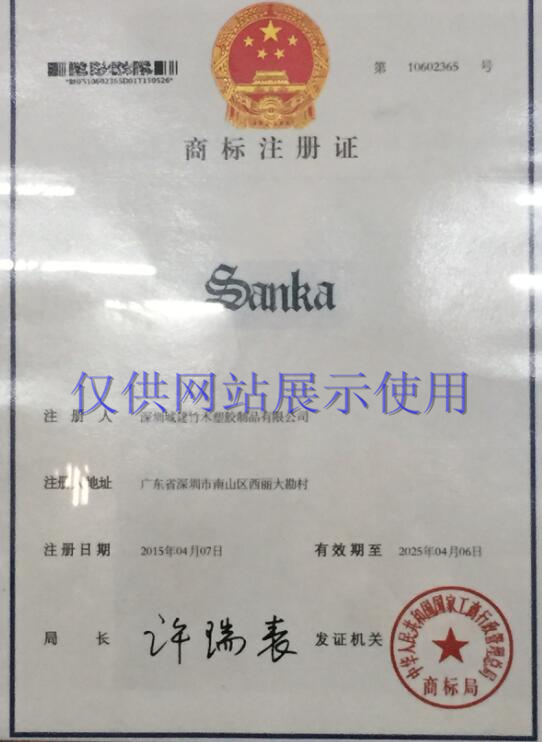 第 10602365 号
商标注册证
Sanka
仅供网站展示使用
注册人 深圳城建竹木塑胶制品有限公司
注册人地址 广东省深圳市南山区西丽大勘村
注册日期 2015年04月07日 有效期至 2025年04月06日
局长 许瑞表 发证机关
中华人民共和国国家工商行政管理总局
商标局